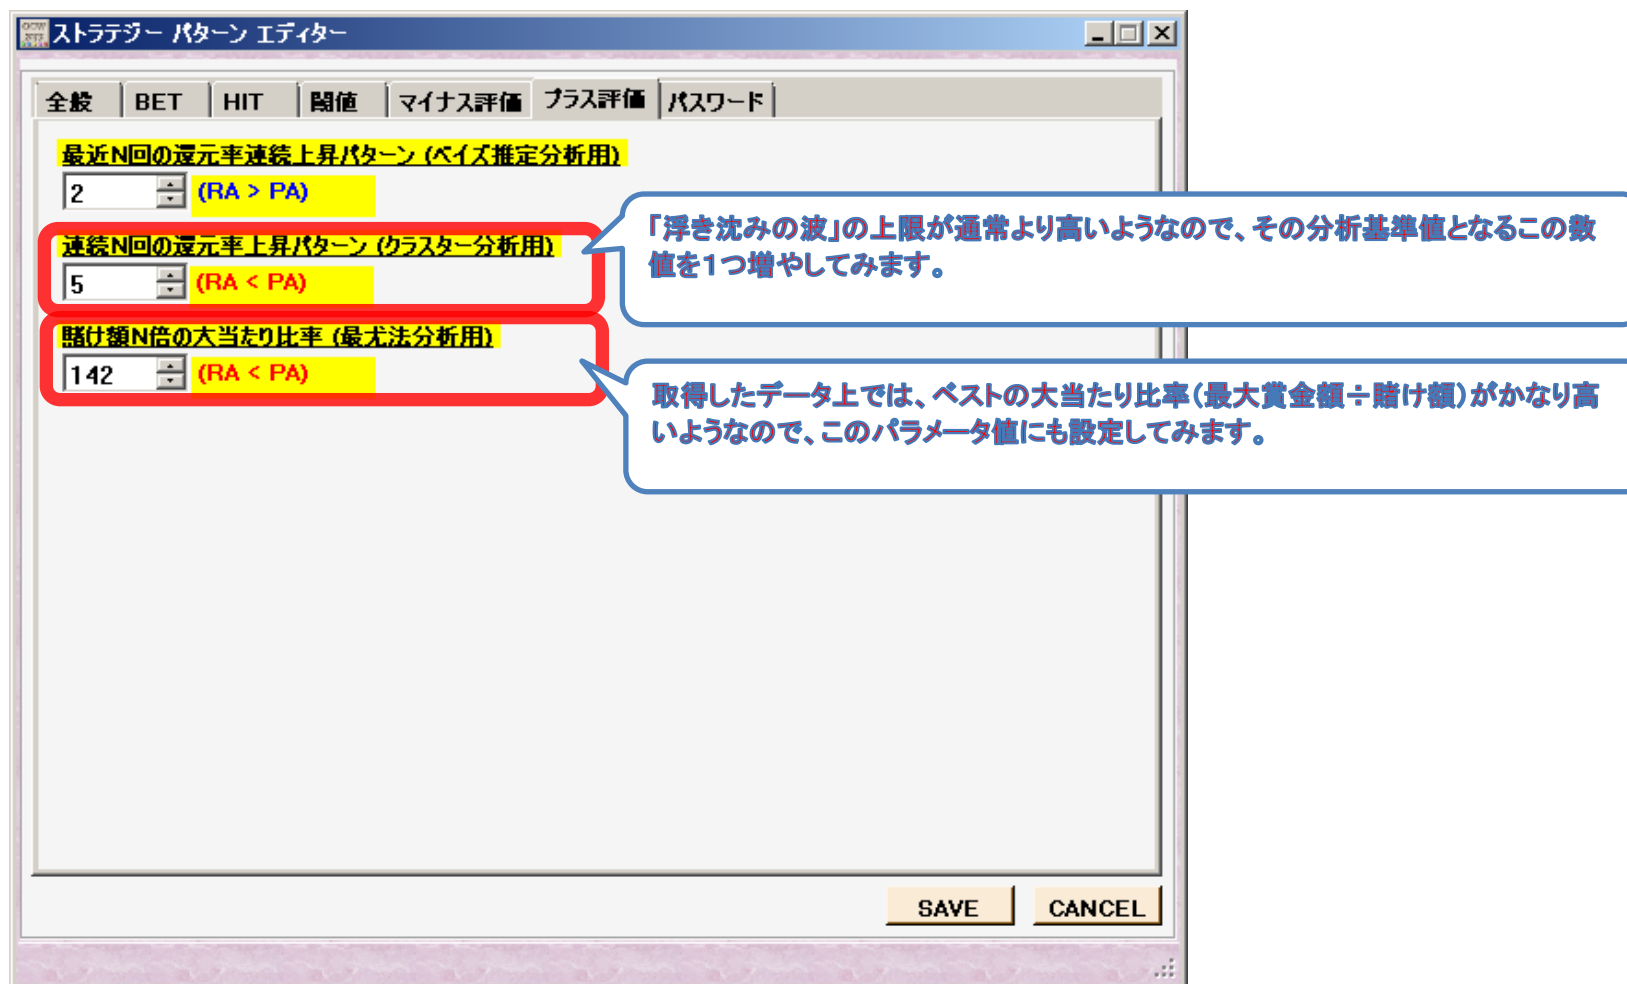 ストラテジー パターン エディター
全般 BET HIT 閾値 マイナス評価 プラス評価 パスワード
最近N回の還元率連続上昇パターン (ベイズ推定分析用)
2 (RA > PA)
連続N回の還元率上昇パターン (クラスター分析用)
5 (RA < PA)
「浮き沈みの波」の上限が通常より高いようなので、その分析基準値となるこの数
値を1つ増やしてみます。
賭け額N倍の大当たり比率 (最尤法分析用)
142 (RA < PA)
取得したデータ上では、ベストの大当たり比率(最大賞金額÷賭け額)がかなり高
いようなので、このパラメータ値にも設定してみます。
SAVE CANCEL